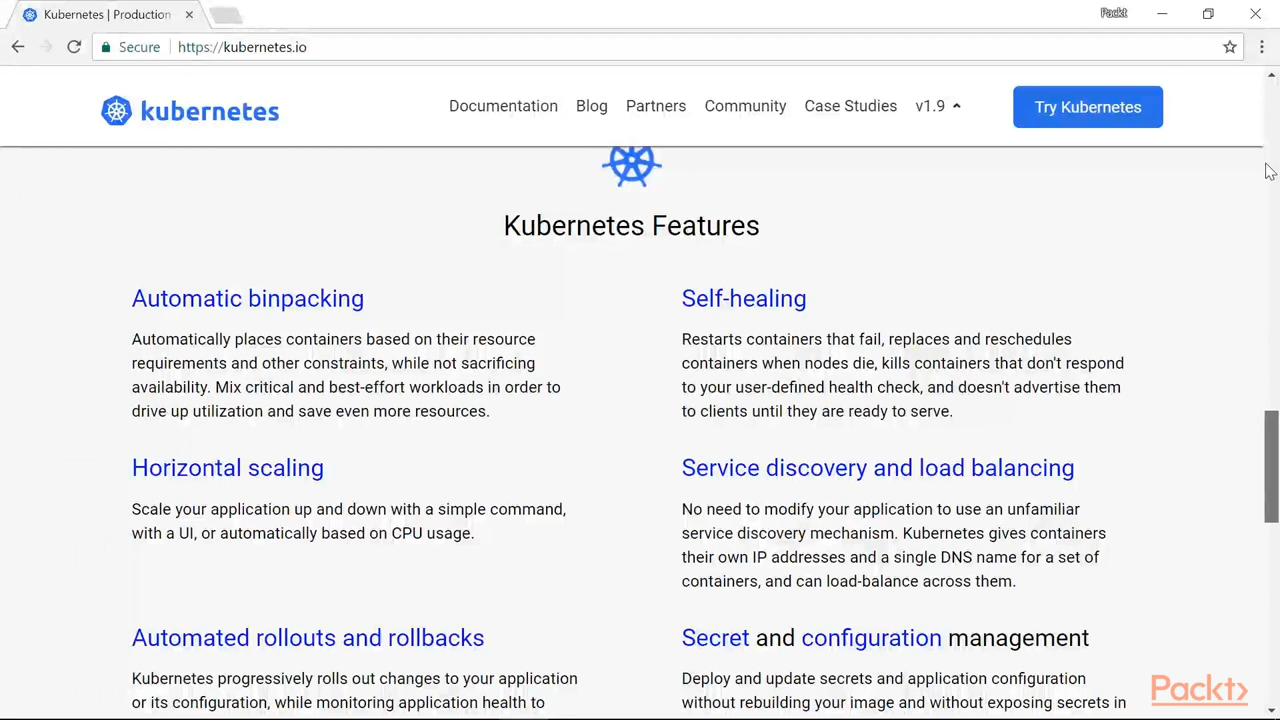 Kubernetes | Production
Packt
Secure
https://kubernetes.io
kubernetes
Documentation
Blog
Partners
Community
Case Studies
v1.9
Try Kubernetes
Kubernetes Features
Automatic binpacking
Automatically places containers based on their resource
requirements and other constraints, while not sacrificing
availability. Mix critical and best-effort workloads in order to
drive up utilization and save even more resources.
Self-healing
Restarts containers that fail, replaces and reschedules
containers when nodes die, kills containers that don't respond
to your user-defined health check, and doesn't advertise them
to clients until they are ready to serve.
Horizontal scaling
Scale your application up and down with a simple command,
with a UI, or automatically based on CPU usage.
Service discovery and load balancing
No need to modify your application to use an unfamiliar
service discovery mechanism. Kubernetes gives containers
their own IP addresses and a single DNS name for a set of
containers, and can load-balance across them.
Automated rollouts and rollbacks
Kubernetes progressively rolls out changes to your application
or its configuration, while monitoring application health to
Secret and configuration management
Deploy and update secrets and application configuration
without rebuilding your image and without exposing secrets in
Packt